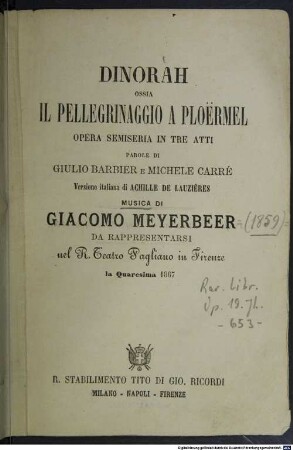 DINORAH
OSSIA
IL PELLEGRINAGGIO A PLOËRMEL
OPERA SEMISERIA IN TRE ATTI
PAROLE DI
GIULIO BARBIER E MICHELE CARRÉ
Versione italiana di ACHILLE DE LAUZIÈRES
MUSICA DI
GIACOMO MEYERBEER (1859)
DA RAPPRESENTARSI
nel R. Teatro Pagliano in Firenze
la Quaresima 1867
Rar. Libr.
Op. 19. Jh.
- 653 -
R. STABILIMENTO TITO DI GIO. RICORDI
MILANO - NAPOLI - FIRENZE